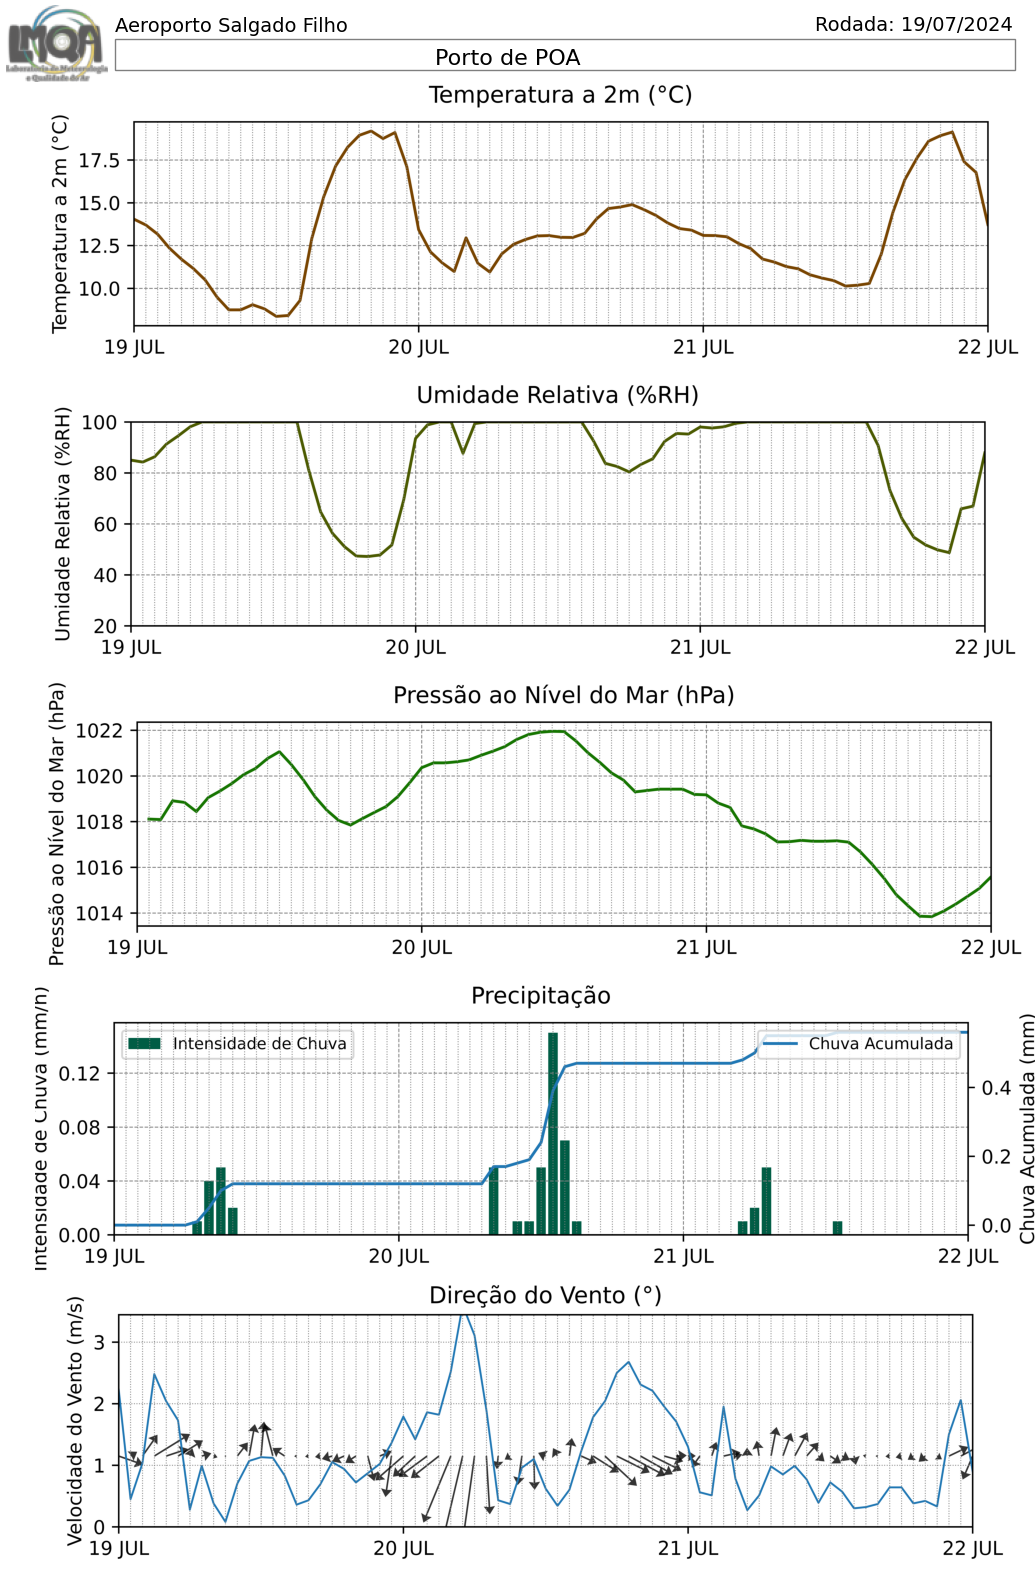 Aeroporto Salgado Filho
Rodada: 19/07/2024
LMQA
Laboratório de Meteorologia
e Qualidade do Ar
Porto de POA
Temperatura a 2m (°C)
Temperatura a 2m (°C)
17.5
15.0
12.5
10.0
19 JUL
20 JUL
21 JUL
22 JUL
Umidade Relativa (%RH)
Umidade Relativa (%RH)
100
80
60
40
20
19 JUL
20 JUL
21 JUL
22 JUL
Pressão ao Nível do Mar (hPa)
Pressão ao Nível do Mar (hPa)
1022
1020
1018
1016
1014
19 JUL
20 JUL
21 JUL
22 JUL
Precipitação
Intensidade de Chuva (mm/h)
Intensidade de Chuva
Chuva Acumulada
Chuva Acumulada (mm)
0.12
0.08
0.04
0.00
0.4
0.2
0.0
19 JUL
20 JUL
21 JUL
22 JUL
Direção do Vento (°)
Velocidade do Vento (m/s)
3
2
1
0
19 JUL
20 JUL
21 JUL
22 JUL